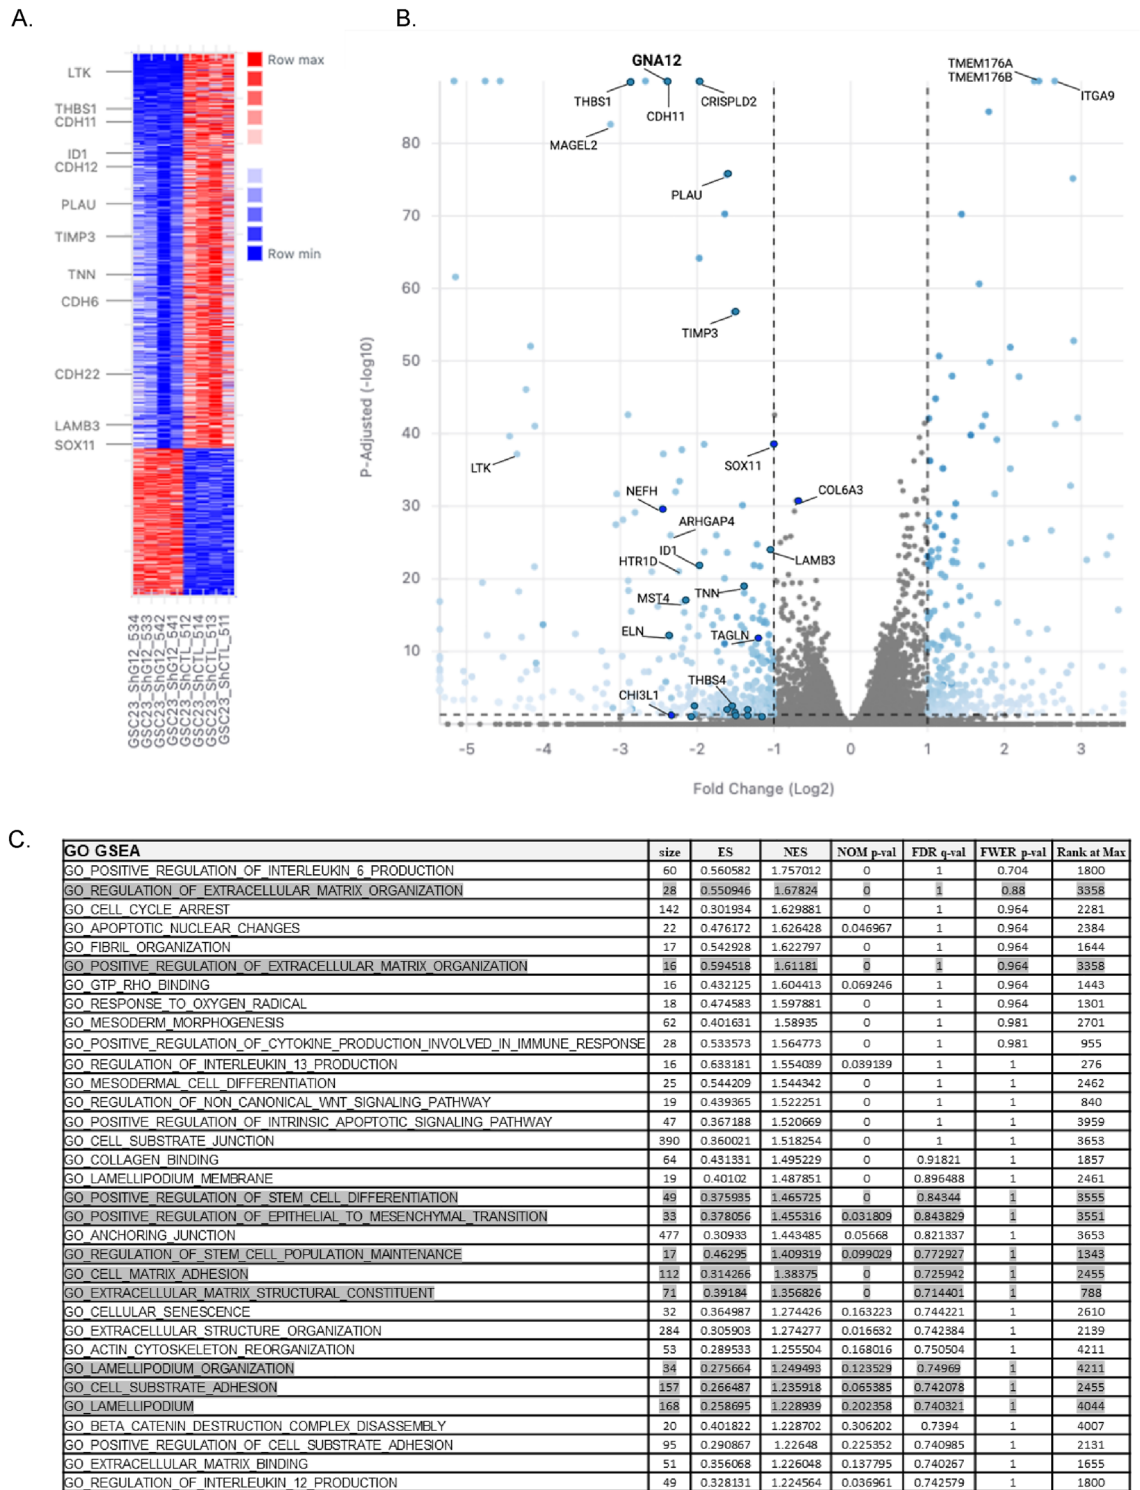 A.
B.
LTK
THBS1
CDH11
ID1
CDH12
PLAU
TIMP3
TNN
CDH6
CDH22
LAMB3
SOX11
Row max
Row min
GSC23_ShG12_534
GSC23_ShG12_533
GSC23_ShG12_542
GSC23_ShG12_541
GSC23_ShCTL_512
GSC23_ShCTL_514
GSC23_ShCTL_513
GSC23_ShCTL_511
P-Adjusted (-log10)
80
70
60
50
40
30
20
10
GNA12
THBS1
CDH11
CRISPLD2
MAGEL2
TMEM176A
TMEM176B
ITGA9
PLAU
TIMP3
LTK
SOX11
NEFH
COL6A3
ARHGAP4
ID1
HTR1D
LAMB3
MST4
TNN
ELN
TAGLN
THBS4
CHI3L1
-5 -4 -3 -2 -1 0 1 2 3
Fold Change (Log2)
C.
GO GSEA size ES NES NOM p-val FDR q-val FWER p-val Rank at Max
GO_POSITIVE_REGULATION_OF_INTERLEUKIN_6_PRODUCTION 60 0.560582 1.757012 0 1 0.704 1800
GO_REGULATION_OF_EXTRACELLULAR_MATRIX_ORGANIZATION 28 0.550946 1.67824 0 1 0.88 3358
GO_CELL_CYCLE_ARREST 142 0.301934 1.629881 0 1 0.964 2281
GO_APOPTOTIC_NUCLEAR_CHANGES 22 0.476172 1.626428 0.046967 1 0.964 2384
GO_FIBRIL_ORGANIZATION 17 0.542928 1.622797 0 1 0.964 1644
GO_POSITIVE_REGULATION_OF_EXTRACELLULAR_MATRIX_ORGANIZATION 16 0.594518 1.61181 0 1 0.964 3358
GO_GTP_RHO_BINDING 16 0.432125 1.604413 0.069246 1 0.964 1443
GO_RESPONSE_TO_OXYGEN_RADICAL 18 0.474583 1.597881 0 1 0.964 1301
GO_MESODERM_MORPHOGENESIS 62 0.401631 1.58935 0 1 0.981 2701
GO_POSITIVE_REGULATION_OF_CYTOKINE_PRODUCTION_INVOLVED_IN_IMMUNE_RESPONSE 28 0.533573 1.564773 0 1 0.981 955
GO_REGULATION_OF_INTERLEUKIN_13_PRODUCTION 16 0.633181 1.554039 0.039139 1 1 276
GO_MESODERMAL_CELL_DIFFERENTIATION 25 0.544209 1.544342 0 1 1 2462
GO_REGULATION_OF_NON_CANONICAL_WNT_SIGNALING_PATHWAY 19 0.439365 1.522251 0 1 1 840
GO_POSITIVE_REGULATION_OF_INTRINSIC_APOPTOTIC_SIGNALING_PATHWAY 47 0.367188 1.520669 0 1 1 3959
GO_CELL_SUBSTRATE_JUNCTION 390 0.360021 1.518254 0 1 1 3653
GO_COLLAGEN_BINDING 64 0.431331 1.495229 0 0.91821 1 1857
GO_LAMELLIPODIUM_MEMBRANE 19 0.40102 1.487851 0 0.896488 1 2461
GO_POSITIVE_REGULATION_OF_STEM_CELL_DIFFERENTIATION 49 0.375935 1.465725 0 0.84344 1 3555
GO_POSITIVE_REGULATION_OF_EPITHELIAL_TO_MESENCHYMAL_TRANSITION 33 0.378056 1.455316 0.031809 0.843829 1 3551
GO_ANCHORING_JUNCTION 477 0.30933 1.443485 0.05668 0.821337 1 3653
GO_REGULATION_OF_STEM_CELL_POPULATION_MAINTENANCE 17 0.46295 1.409319 0.099029 0.772927 1 1343
GO_CELL_MATRIX_ADHESION 112 0.314266 1.38375 0 0.725942 1 2455
GO_EXTRACELLULAR_MATRIX_STRUCTURAL_CONSTITUENT 71 0.39184 1.356826 0 0.714401 1 788
GO_CELLULAR_SENESCENCE 32 0.364987 1.274426 0.163223 0.744221 1 2610
GO_EXTRACELLULAR_STRUCTURE_ORGANIZATION 284 0.305903 1.274277 0.016632 0.742384 1 2139
GO_ACTIN_CYTOSKELETON_REORGANIZATION 53 0.289533 1.255504 0.168016 0.750504 1 4211
GO_LAMELLIPODIUM_ORGANIZATION 34 0.275664 1.249493 0.123529 0.74969 1 4211
GO_CELL_SUBSTRATE_ADHESION 157 0.266487 1.235918 0.065385 0.742078 1 2455
GO_LAMELLIPODIUM 168 0.258695 1.228939 0.202358 0.740321 1 4044
GO_BETA_CATENIN_DESTRUCTION_COMPLEX_DISASSEMBLY 20 0.401822 1.228702 0.306202 0.7394 1 4007
GO_POSITIVE_REGULATION_OF_CELL_SUBSTRATE_ADHESION 95 0.290867 1.22648 0.225352 0.740985 1 2131
GO_EXTRACELLULAR_MATRIX_BINDING 51 0.356068 1.226048 0.137795 0.740267 1 1655
GO_REGULATION_OF_INTERLEUKIN_12_PRODUCTION 49 0.328131 1.224564 0.036961 0.742579 1 1800